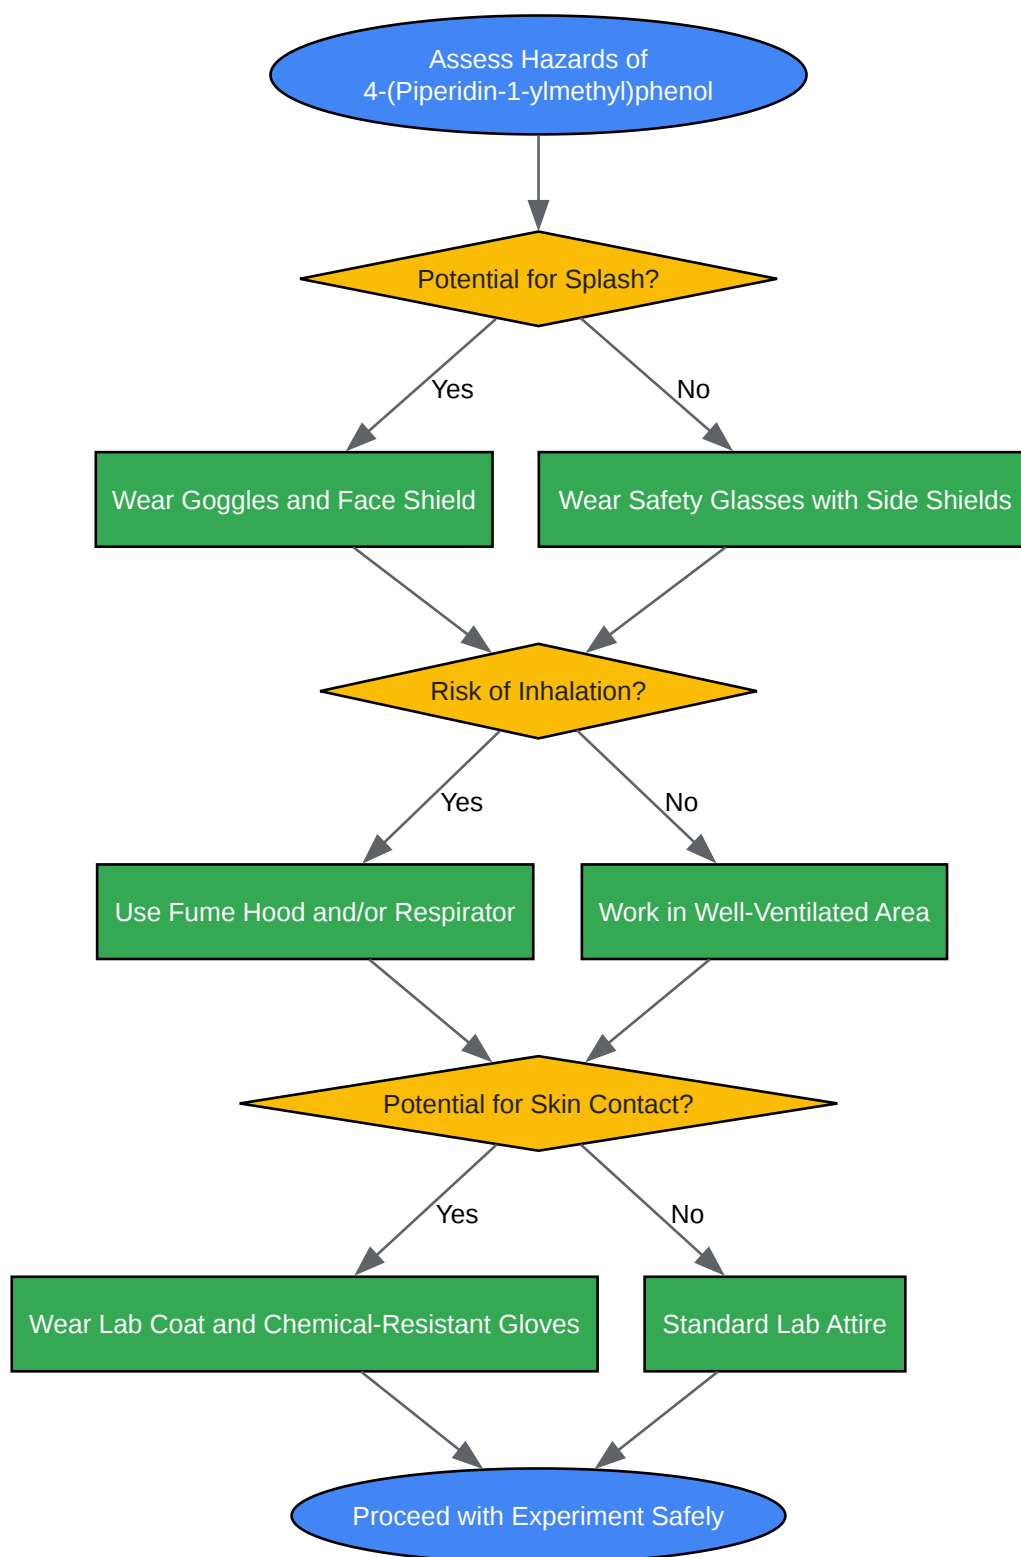 Assess Hazards of
4-(Piperidin-1-ylmethyl)phenol
Potential for Splash?
Yes
No
Wear Goggles and Face Shield
Wear Safety Glasses with Side Shields
Risk of Inhalation?
Yes
No
Use Fume Hood and/or Respirator
Work in Well-Ventilated Area
Potential for Skin Contact?
Yes
No
Wear Lab Coat and Chemical-Resistant Gloves
Standard Lab Attire
Proceed with Experiment Safely